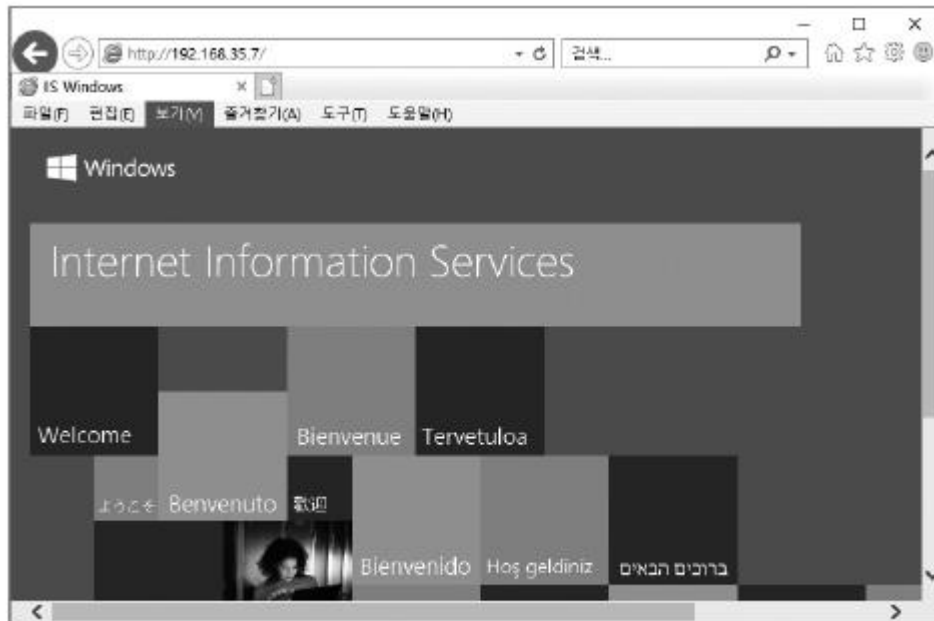 http://192.168.35.7/
검색...
IIS Windows
파일(F) 편집(E) 보기(V) 즐겨찾기(A) 도구(T) 도움말(H)
Windows
Internet Information Services
Welcome
Bienvenue
Tervetuloa
ようこそ
Benvenuto
歡迎
Bienvenido
Hoş geldiniz
ברוכים הבאים